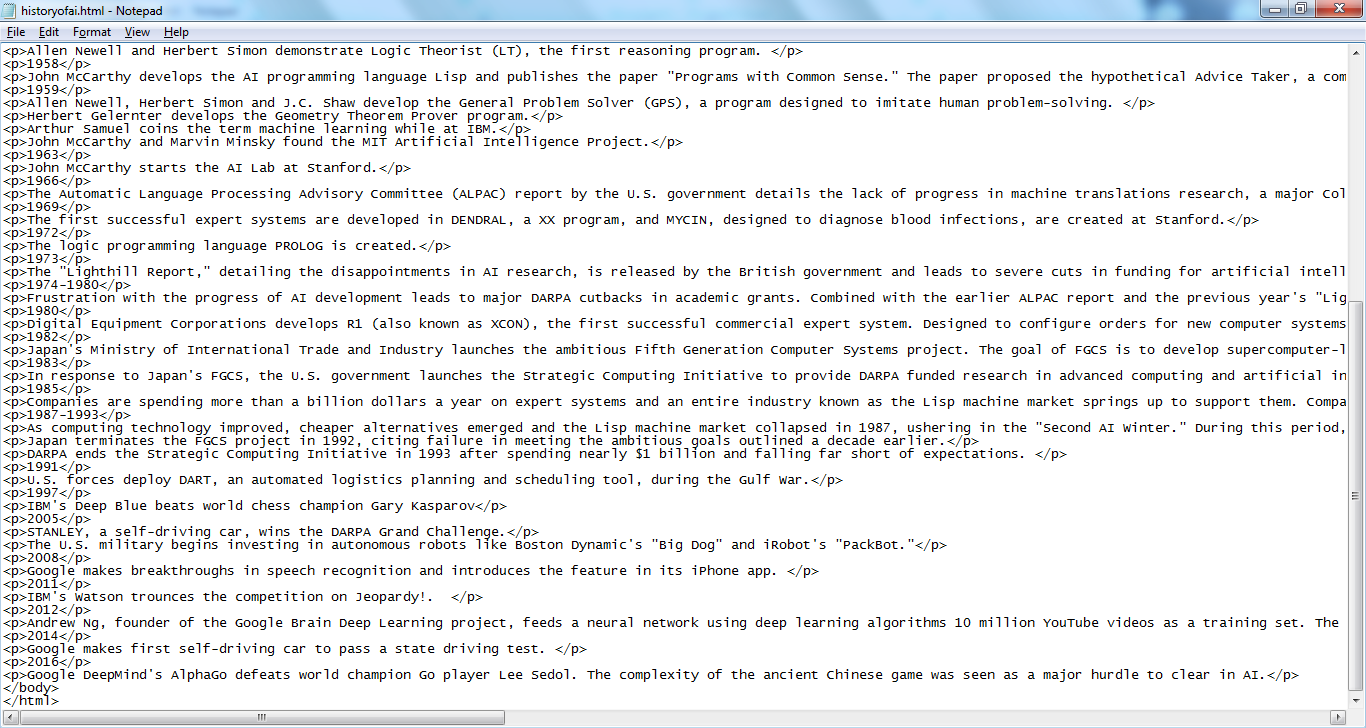 historyofai.html - Notepad
File Edit Format View Help
<p>Allen Newell and Herbert Simon demonstrate Logic Theorist (LT), the first reasoning program. </p>
<p>1958</p>
<p>John McCarthy develops the AI programming language Lisp and publishes the paper "Programs with Common Sense." The paper proposed the hypothetical Advice Taker, a com
<p>1959</p>
<p>Allen Newell, Herbert Simon and J.C. Shaw develop the General Problem Solver (GPS), a program designed to imitate human problem-solving. </p>
<p>Herbert Gelernter develops the Geometry Theorem Prover program.</p>
<p>Arthur Samuel coins the term machine learning while at IBM.</p>
<p>John McCarthy and Marvin Minsky found the MIT Artificial Intelligence Project.</p>
<p>1963</p>
<p>John McCarthy starts the AI Lab at Stanford.</p>
<p>1966</p>
<p>The Automatic Language Processing Advisory Committee (ALPAC) report by the U.S. government details the lack of progress in machine translations research, a major Col
<p>1969</p>
<p>The first successful expert systems are developed in DENDRAL, a XX program, and MYCIN, designed to diagnose blood infections, are created at Stanford.</p>
<p>1972</p>
<p>The logic programming language PROLOG is created.</p>
<p>1973</p>
<p>The "Lighthill Report," detailing the disappointments in AI research, is released by the British government and leads to severe cuts in funding for artificial intell
<p>1974-1980</p>
<p>Frustration with the progress of AI development leads to major DARPA cutbacks in academic grants. Combined with the earlier ALPAC report and the previous year's "Lig
<p>1980</p>
<p>Digital Equipment Corporations develops R1 (also known as XCON), the first successful commercial expert system. Designed to configure orders for new computer systems
<p>1982</p>
<p>Japan's Ministry of International Trade and Industry launches the ambitious Fifth Generation Computer Systems project. The goal of FGCS is to develop supercomputer-l
<p>1983</p>
<p>In response to Japan's FGCS, the U.S. government launches the Strategic Computing Initiative to provide DARPA funded research in advanced computing and artificial in
<p>1985</p>
<p>Companies are spending more than a billion dollars a year on expert systems and an entire industry known as the Lisp machine market springs up to support them. Compa
<p>1987-1993</p>
<p>As computing technology improved, cheaper alternatives emerged and the Lisp machine market collapsed in 1987, ushering in the "Second AI Winter." During this period,
<p>Japan terminates the FGCS project in 1992, citing failure in meeting the ambitious goals outlined a decade earlier.</p>
<p>DARPA ends the Strategic Computing Initiative in 1993 after spending nearly $1 billion and falling far short of expectations. </p>
<p>1991</p>
<p>U.S. forces deploy DART, an automated logistics planning and scheduling tool, during the Gulf War.</p>
<p>1997</p>
<p>IBM's Deep Blue beats world chess champion Gary Kasparov</p>
<p>2005</p>
<p>STANLEY, a self-driving car, wins the DARPA Grand Challenge.</p>
<p>The U.S. military begins investing in autonomous robots like Boston Dynamic's "Big Dog" and iRobot's "PackBot."</p>
<p>2008</p>
<p>Google makes breakthroughs in speech recognition and introduces the feature in its iPhone app. </p>
<p>2011</p>
<p>IBM's Watson trounces the competition on Jeopardy!.  </p>
<p>2012</p>
<p>Andrew Ng, founder of the Google Brain Deep Learning project, feeds a neural network using deep learning algorithms 10 million YouTube videos as a training set. The
<p>2014</p>
<p>Google makes first self-driving car to pass a state driving test. </p>
<p>2016</p>
<p>Google DeepMind's AlphaGo defeats world champion Go player Lee Sedol. The complexity of the ancient Chinese game was seen as a major hurdle to clear in AI.</p>
</body>
</html>